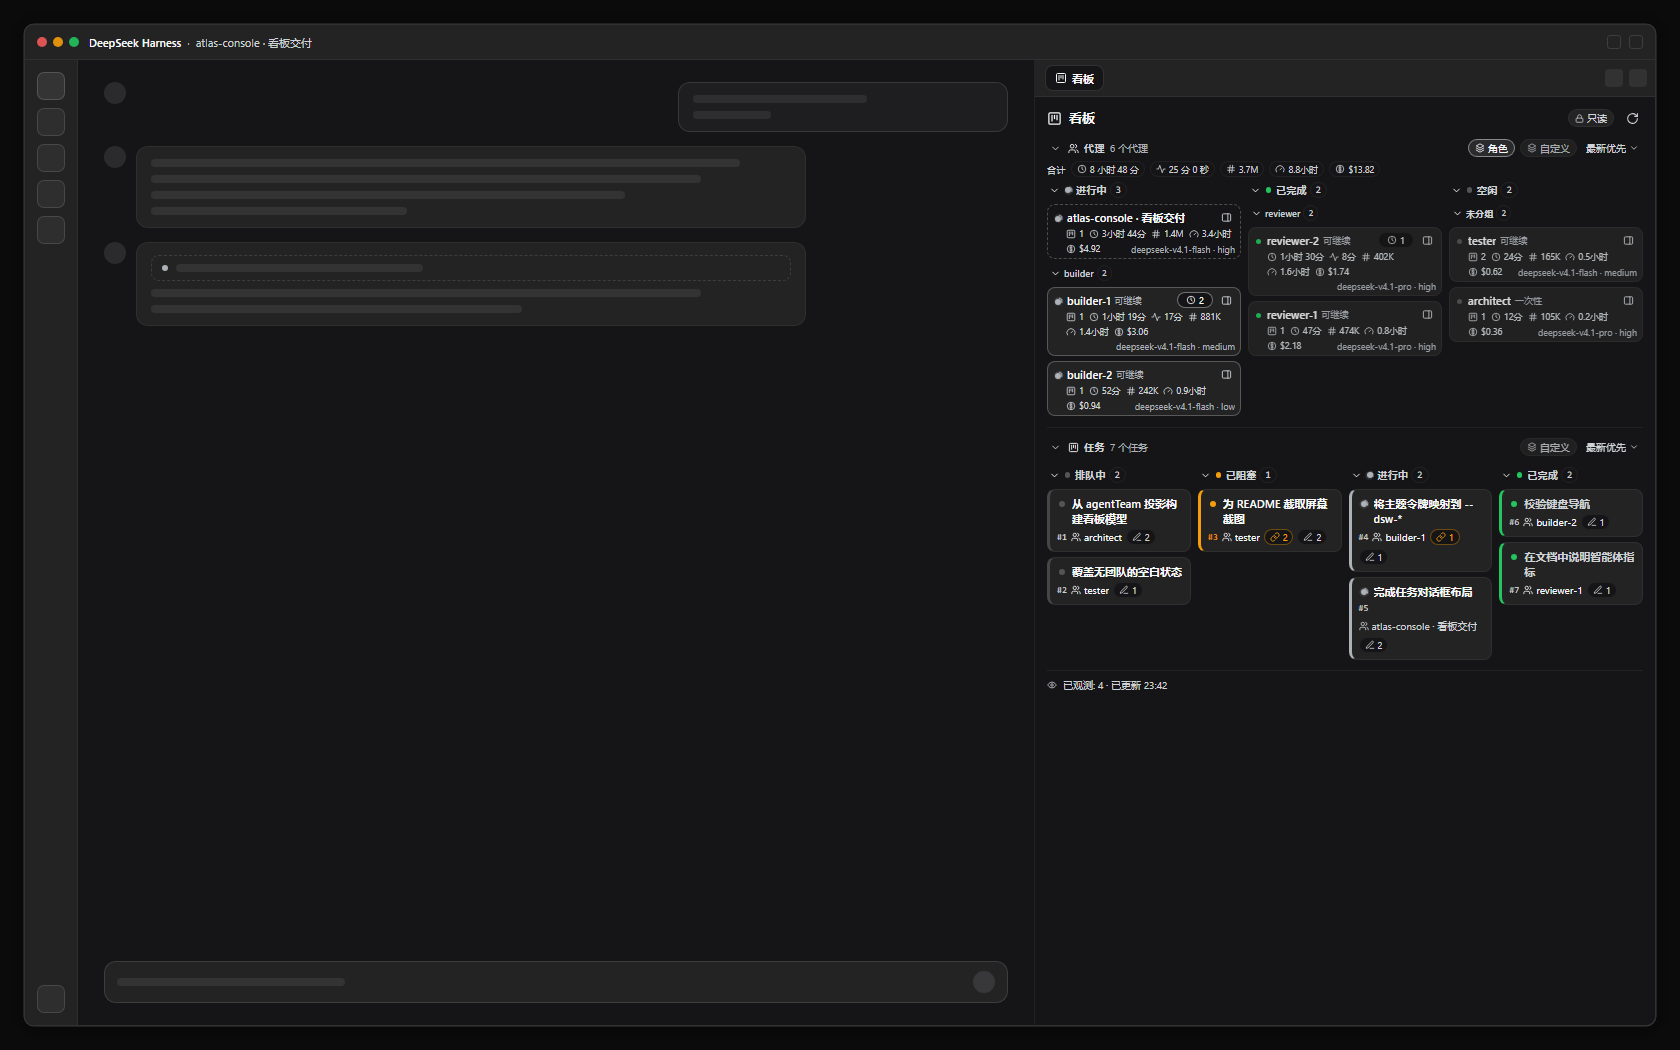 DeepSeek Harness · atlas-console · 看板交付
看板
看板
只读
代理 6 个代理
角色
自定义
最新优先
合计 8 小时 48 分 25 分 0 秒 3.7M 8.8小时 $13.82
进行中 3
atlas-console · 看板交付
1 3小时 44分 1.4M 3.4小时
$4.92 deepseek-v4.1-flash · high
builder 2
builder-1 可继续 2
1 1小时 19分 17分 881K
1.4小时 $3.06
deepseek-v4.1-flash · medium
builder-2 可继续
1 52分 242K 0.9小时
$0.94 deepseek-v4.1-flash · low
已完成 2
reviewer 2
reviewer-2 可继续 1
1小时 30分 8分 402K
1.6小时 $1.74
deepseek-v4.1-pro · high
reviewer-1 可继续
1 47分 474K 0.8小时
$2.18 deepseek-v4.1-pro · high
空闲 2
未分组 2
tester 可继续
2 24分 165K 0.5小时
$0.62 deepseek-v4.1-flash · medium
architect 一次性
1 12分 105K 0.2小时
$0.36 deepseek-v4.1-pro · high
任务 7 个任务
自定义
最新优先
排队中 2
从 agentTeam 投影构
建看板模型
#1 architect 2
覆盖无团队的空白状态
#2 tester 1
已阻塞 1
为 README 截取屏幕
截图
#3 tester 2 2
进行中 2
将主题令牌映射到 --
dsw-*
#4 builder-1 1
1
完成任务对话框布局
#5
atlas-console · 看板交付
2
已完成 2
校验键盘导航
#6 builder-2 1
在文档中说明智能体指
标
#7 reviewer-1 1
已观测: 4 · 已更新 23:42